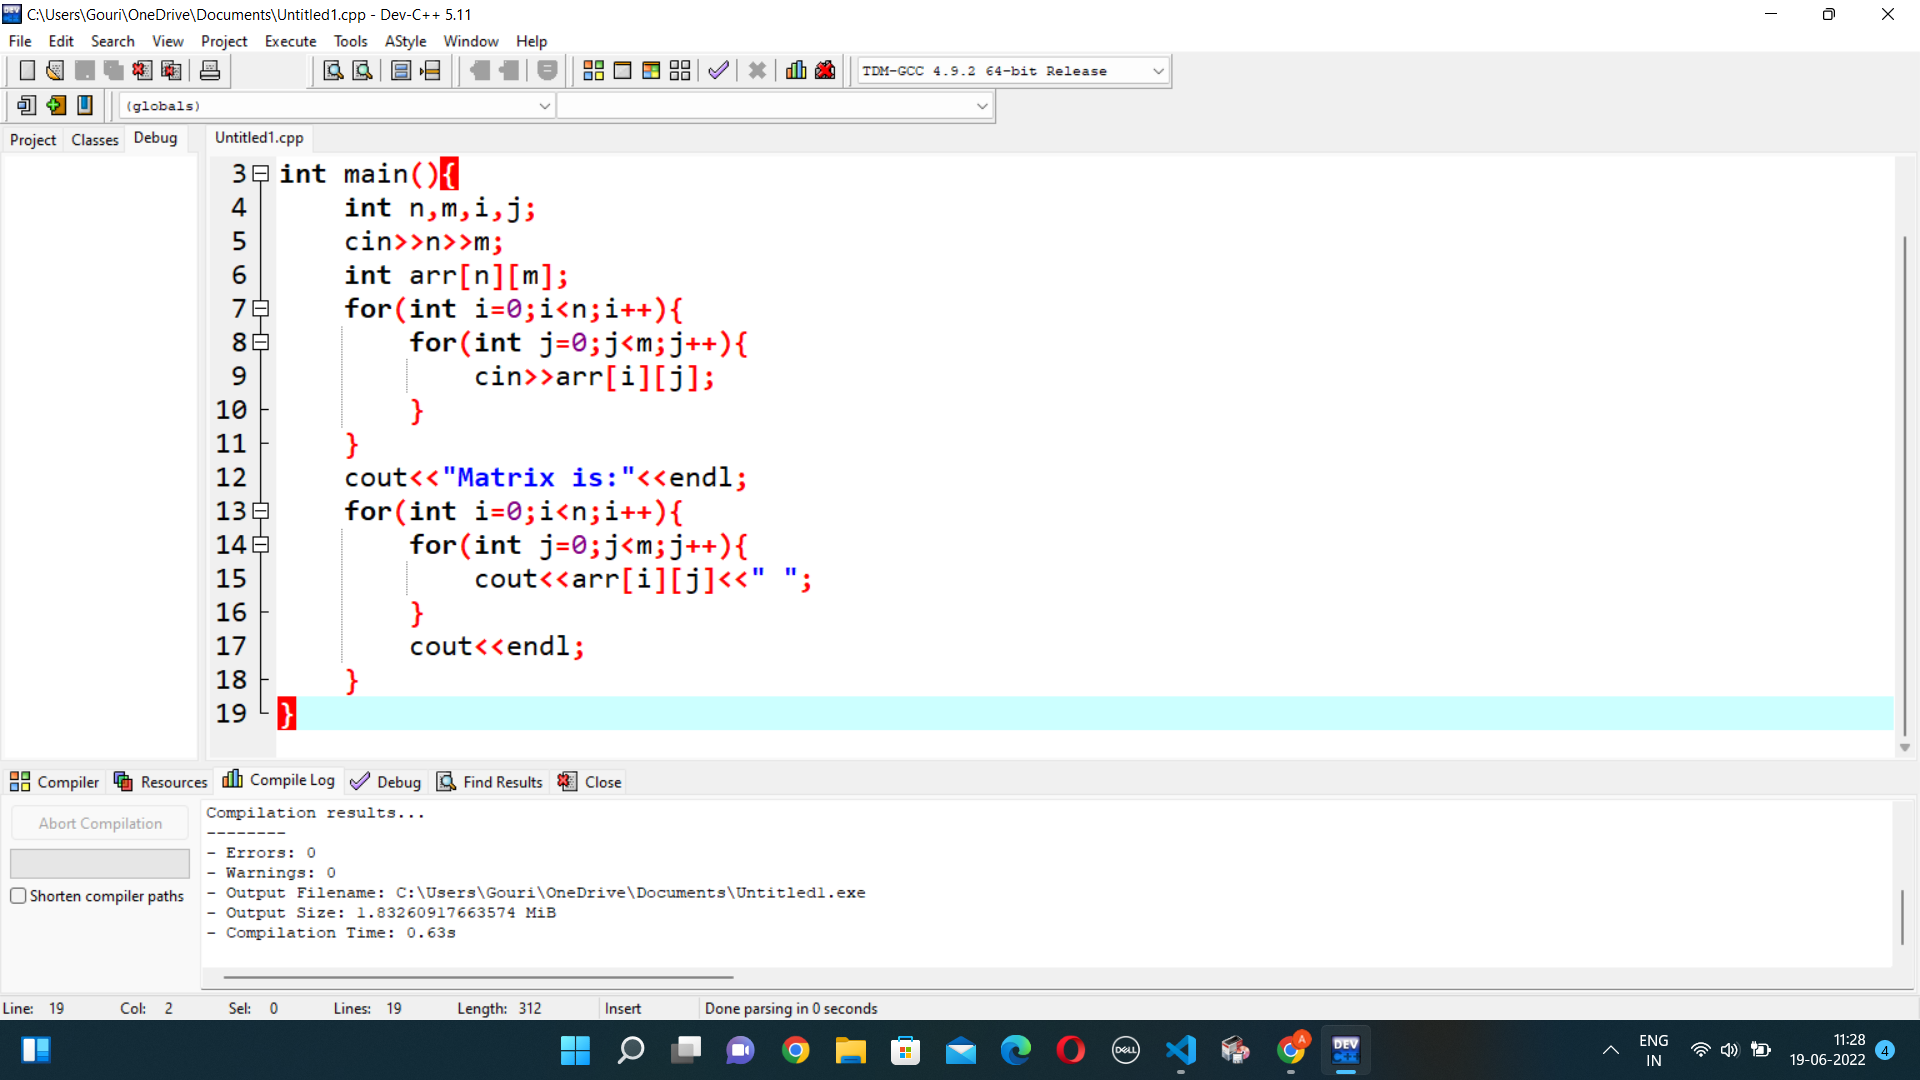 C:\Users\Gouri\OneDrive\Documents\Untitled1.cpp - Dev-C++ 5.11
File Edit Search View Project Execute Tools AStyle Window Help
TDM-GCC 4.9.2 64-bit Release
(globals)
Project Classes Debug Untitled1.cpp
3 int main(){
4 int n,m,i,j;
5 cin>>n>>m;
6 int arr[n][m];
7 for(int i=0;i<n;i++){
8 for(int j=0;j<m;j++){
9 cin>>arr[i][j];
10 }
11 }
12 cout<<"Matrix is:"<<endl;
13 for(int i=0;i<n;i++){
14 for(int j=0;j<m;j++){
15 cout<<arr[i][j]<<" ";
16 }
17 cout<<endl;
18 }
19 }
Compiler Resources Compile Log Debug Find Results Close
Abort Compilation
Shorten compiler paths
Compilation results...
--------
- Errors: 0
- Warnings: 0
- Output Filename: C:\Users\Gouri\OneDrive\Documents\Untitled1.exe
- Output Size: 1.83260917663574 MiB
- Compilation Time: 0.63s
Line: 19 Col: 2 Sel: 0 Lines: 19 Length: 312 Insert Done parsing in 0 seconds
DELL
A
DEV C++
ENG
IN
11:28
19-06-2022
4